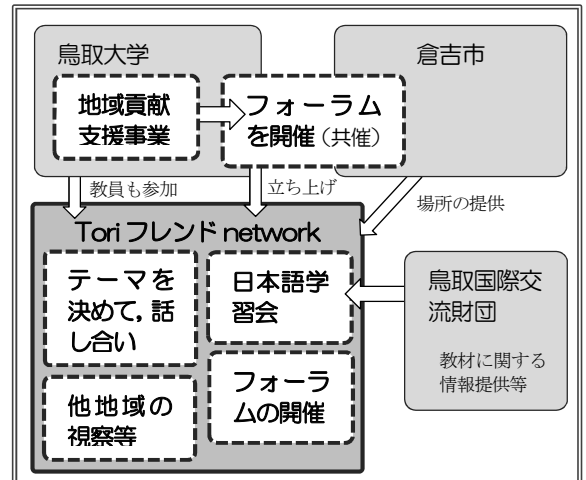 鳥取大学
地域貢献
支援事業
フォーラム
を開催(共催)
倉吉市
教員も参加
立ち上げ
場所の提供
Toriフレンドnetwork
テーマを
決めて,話
し合い
日本語学
習会
他地域の
視察等
フォーラ
ムの開催
鳥取国際交
流財団
教材に関する
情報提供等